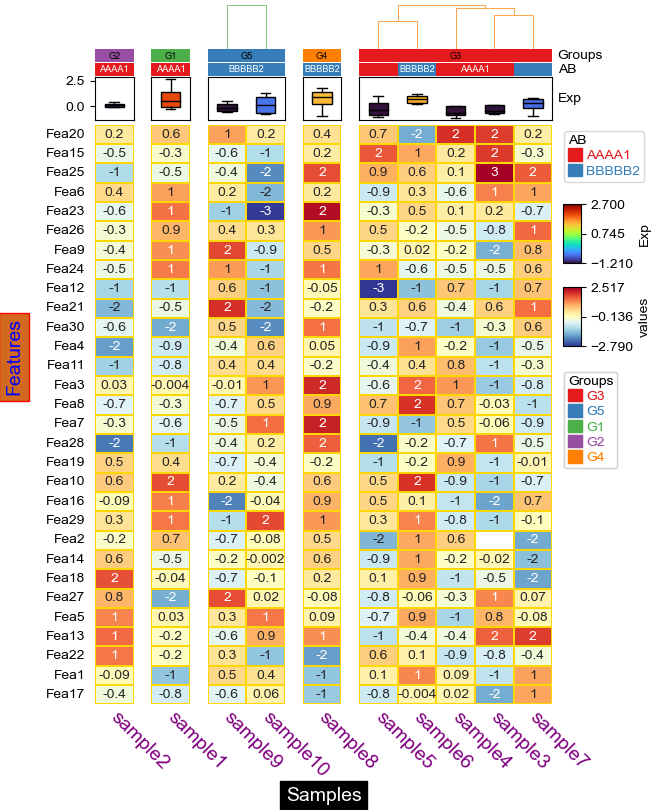 G2 G1 G5 G4 G3 Groups
AAAA1 AAAA1 BBBBB2 BBBBB2 BBBBB2 AAAA1 AB
2.5
0.0
Exp
Fea20 0.2 0.6 1 0.2 0.4 0.7 -2 2 2 0.2
Fea15 -0.5 -0.3 -0.6 -1 0.2 2 1 0.2 2 -0.3
Fea25 -1 -0.5 -0.4 -2 2 0.9 0.6 0.1 3 2
Fea6 0.4 1 0.2 -2 0.2 -0.9 0.3 -0.6 1 1
Fea23 -0.6 1 -1 -3 2 -0.3 0.5 0.1 0.2 -0.7
Fea26 -0.3 0.9 0.4 0.3 1 0.5 -0.2 -0.5 -0.8 1
Fea9 -0.4 1 2 -0.9 0.5 -0.3 0.02 -0.2 -2 0.8
Fea24 -0.5 1 1 -1 1 1 -0.6 -0.5 -0.5 0.6
Fea12 -1 -1 0.6 -1 -0.05 -3 -1 0.7 -1 0.7
Fea21 -2 -0.5 2 -2 -0.2 0.3 0.6 -0.4 0.6 1
Fea30 -0.6 -2 0.5 -2 1 -1 -0.7 -1 -0.3 0.6
Fea4 -2 -0.9 -0.4 0.6 0.05 -0.9 1 -0.2 -1 -0.5
Fea11 -1 -0.8 0.4 0.4 -0.2 -0.4 0.4 0.8 -1 -0.3
Fea3 0.03 -0.004 -0.01 1 2 -0.6 2 1 -1 -0.8
Fea8 -0.7 -0.3 -0.7 0.5 0.9 0.7 2 0.7 -0.03 -1
Fea7 -0.3 -0.6 -0.5 1 2 -0.9 -1 0.5 -0.06 -0.9
Fea28 -2 -1 -0.4 0.2 2 -2 -0.2 -0.7 1 -0.5
Fea19 0.5 0.4 -0.7 -0.4 -0.2 -1 -0.2 0.9 -1 -0.01
Fea10 0.6 2 0.2 -0.4 0.6 0.5 2 -0.9 -1 -0.7
Fea16 -0.09 1 -2 -0.04 0.9 0.5 0.1 -1 -2 0.7
Fea29 0.3 1 -1 2 1 0.3 1 -0.8 -1 -0.1
Fea2 -0.2 0.7 -0.7 -0.08 0.5 -2 1 0.6 -2
Fea14 0.6 -0.5 -0.2 -0.002 0.6 -0.9 1 -0.2 -0.02 -2
Fea18 2 -0.04 -0.7 -0.1 0.2 0.1 0.9 -1 -0.5 -2
Fea27 0.8 -2 2 0.02 -0.08 -0.8 -0.06 -0.3 1 0.07
Fea5 1 0.03 0.3 1 0.09 -0.7 0.9 -1 0.8 -0.08
Fea13 1 -0.2 -0.6 0.9 1 -1 -0.4 -0.4 2 2
Fea22 1 -0.2 0.3 -1 -2 0.6 0.1 -0.9 -0.8 -0.4
Fea1 -0.09 -1 0.5 0.4 -1 0.1 1 0.09 -1 1
Fea17 -0.4 -0.8 -0.6 0.06 -1 -0.8 -0.004 0.02 -2 1
sample2 sample1 sample9 sample10 sample8 sample5 sample6 sample4 sample3 sample7
Features
Samples
AB
AAAA1
BBBBB2
2.700
0.745
-1.210
Exp
2.517
-0.136
-2.790
values
Groups
G3
G5
G1
G2
G4